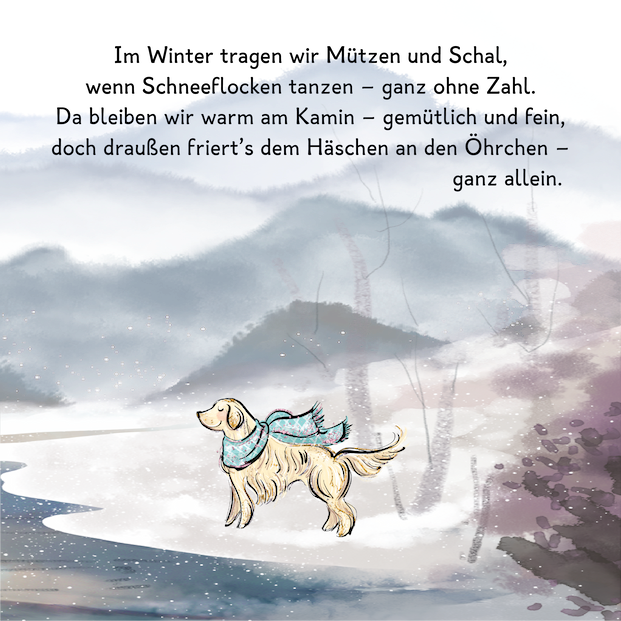 Im Winter tragen wir Mützen und Schal,
wenn Schneeflocken tanzen – ganz ohne Zahl.
Da bleiben wir warm am Kamin – gemütlich und fein,
doch draußen friert’s dem Häschen an den Öhrchen –
ganz allein.